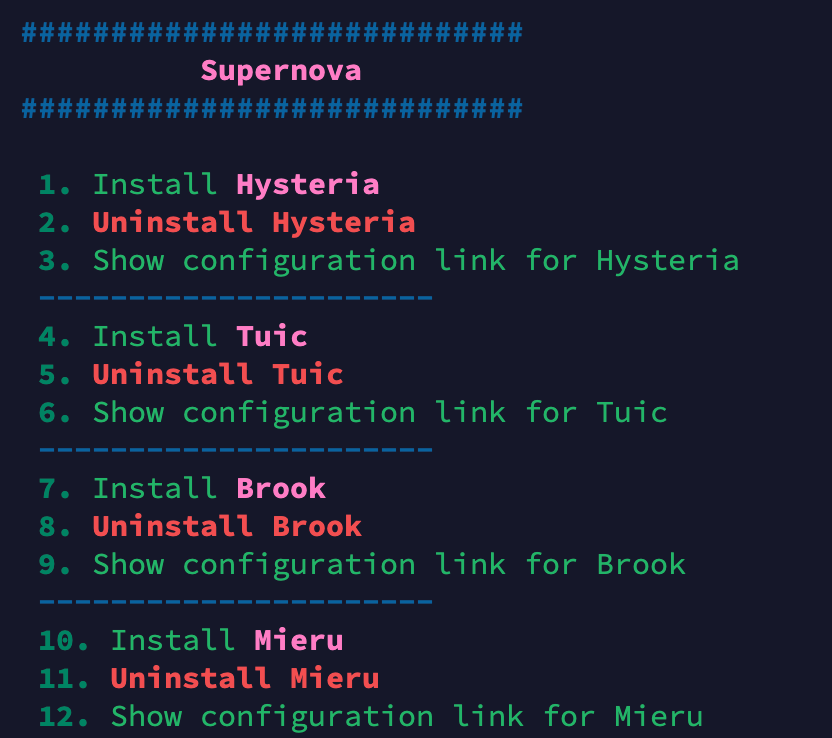 ############################
Supernova
############################
1. Install Hysteria
2. Uninstall Hysteria
3. Show configuration link for Hysteria
----------------------
4. Install Tuic
5. Uninstall Tuic
6. Show configuration link for Tuic
----------------------
7. Install Brook
8. Uninstall Brook
9. Show configuration link for Brook
----------------------
10. Install Mieru
11. Uninstall Mieru
12. Show configuration link for Mieru